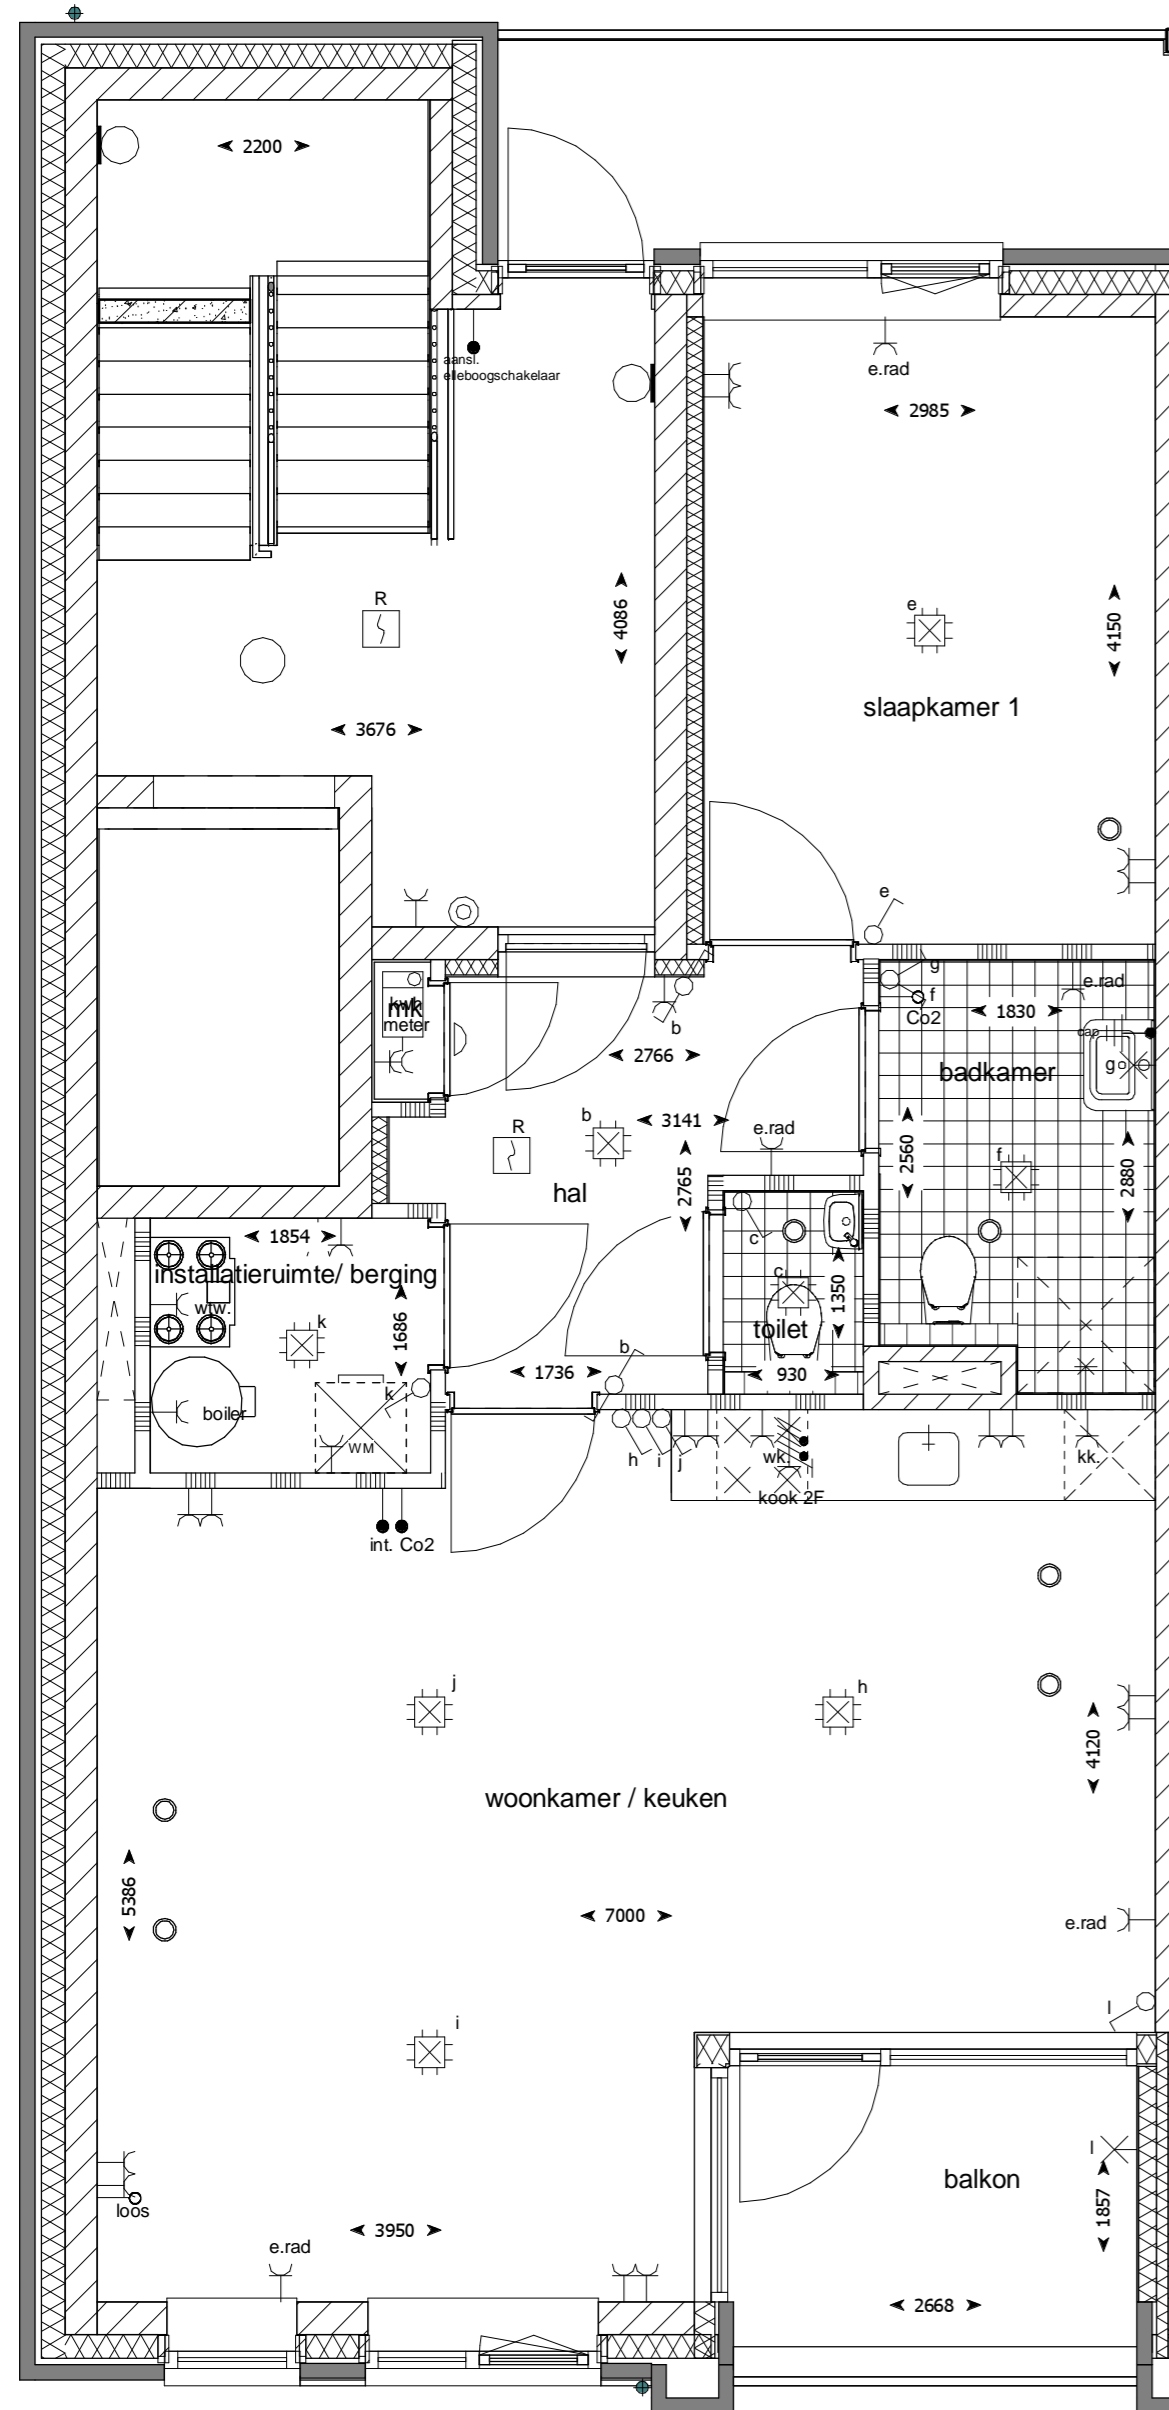 2200
aansl.
elleboogschakelaar
e.rad
2985
R
4086
e
4150
slaapkamer 1
3676
e
g
e.rad
f
Co2
1830
kwh
mk
meter
cap
b
2766
badkamer
g
b
3141
e.rad
R
2560
f
2880
2765
hal
c
1854
installatieruimte/ berging
c
1350
wtw.
k
1686
toilet
b
1736
930
k
boiler
WM
h
i
j
wk.
kk.
kook 2F
int. Co2
j
h
4120
woonkamer / keuken
5386
7000
e.rad
l
i
l
balkon
1857
loos
3950
e.rad
2668